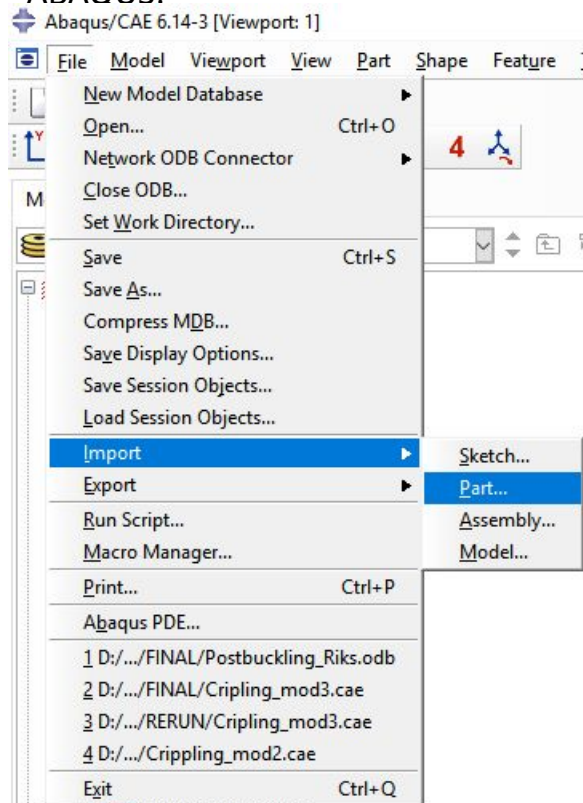 ABAQUS.
Abaqus/CAE 6.14-3 [Viewport: 1]
File Model Viewport View Part Shape Feature
New Model Database
Open... Ctrl+O
4
Network ODB Connector
Close ODB...
M
Set Work Directory...
Save Ctrl+S
Save As...
Compress MDB...
Save Display Options...
Save Session Objects...
Load Session Objects...
Import Sketch...
Export Part...
Run Script... Assembly...
Macro Manager... Model...
Print... Ctrl+P
Abaqus PDE...
1 D:/.../FINAL/Postbuckling_Riks.odb
2 D:/.../FINAL/Cripling_mod3.cae
3 D:/.../RERUN/Cripling_mod3.cae
4 D:/.../Crippling_mod2.cae
Exit Ctrl+Q